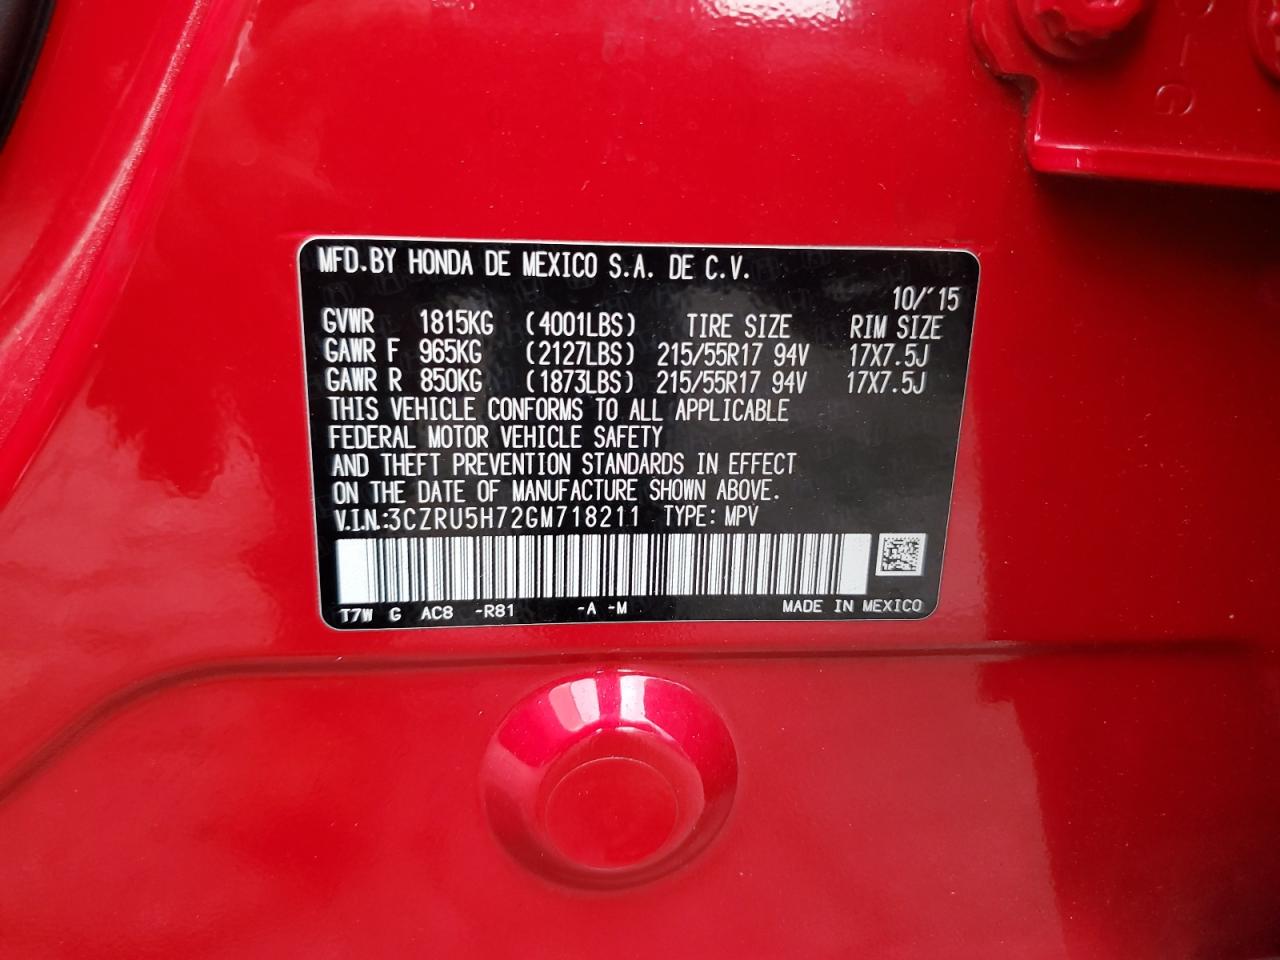 MFD.BY HONDA DE MEXICO S.A. DE C.V.
10/'15
GVWR 1815KG (4001LBS) TIRE SIZE RIM SIZE
GAWR F 965KG (2127LBS) 215/55R17 94V 17X7.5J
GAWR R 850KG (1873LBS) 215/55R17 94V 17X7.5J
THIS VEHICLE CONFORMS TO ALL APPLICABLE
FEDERAL MOTOR VEHICLE SAFETY
AND THEFT PREVENTION STANDARDS IN EFFECT
ON THE DATE OF MANUFACTURE SHOWN ABOVE.
V.I.N.:3CZRU5H72GM718211 TYPE: MPV
T7W G AC8 -R81 -A -M MADE IN MEXICO